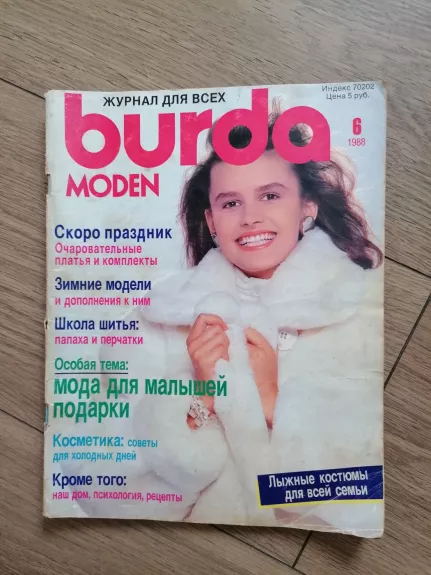 Индекс 70202
Цена 5 руб.
ЖУРНАЛ ДЛЯ ВСЕХ
burda
6
1988
MODEN
Скоро праздник
Очаровательные
платья и комплекты
Зимние модели
и дополнения к ним
Школа шитья:
папаха и перчатки
Особая тема:
мода для малышей
подарки
Косметика: советы
для холодных дней
Кроме того:
наш дом, психология, рецепты
Лыжные костюмы
для всей семьи